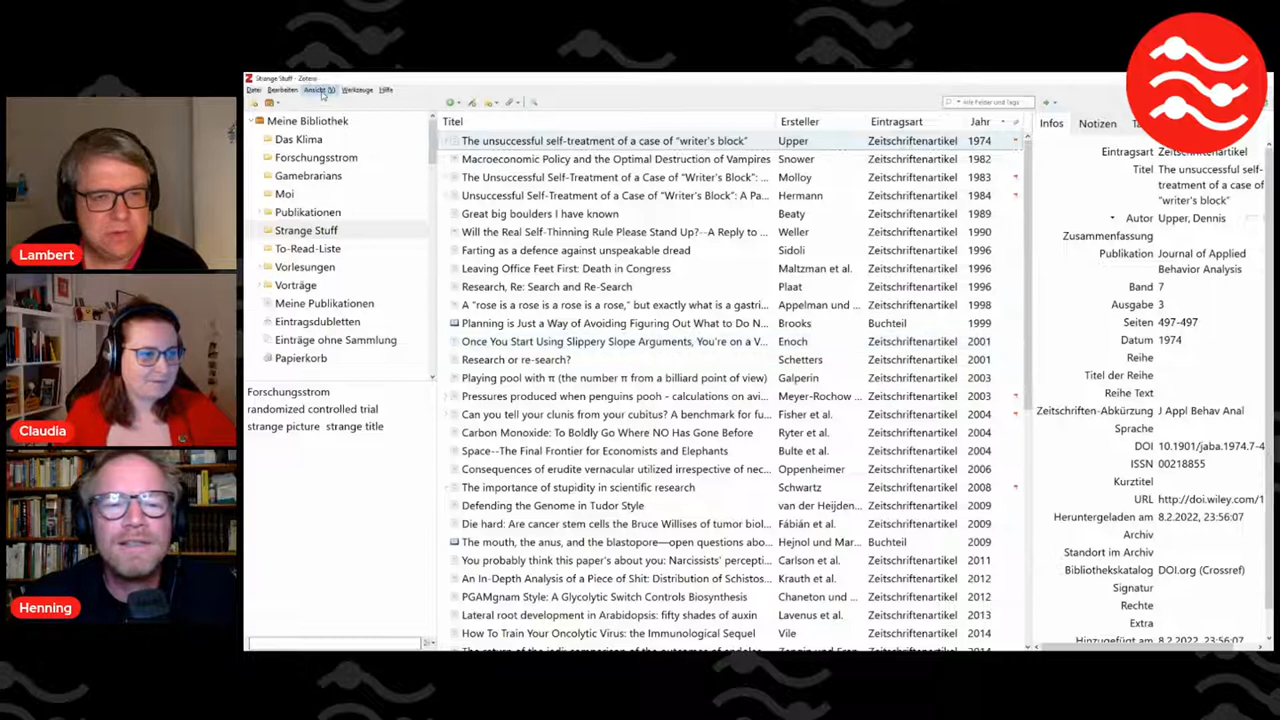 Strange Stuff - Zotero
Datei Bearbeiten Ansicht (V) Werkzeuge Hilfe
Alle Felder und Tags
Meine Bibliothek
Das Klima
Forschungsstrom
Gamebrarians
Moi
Publikationen
Strange Stuff
To-Read-Liste
Vorlesungen
Vorträge
Meine Publikationen
Eintragsdubletten
Einträge ohne Sammlung
Papierkorb
Forschungsstrom
randomized controlled trial
strange picture strange title
Titel Ersteller Eintragsart Jahr
The unsuccessful self-treatment of a case of “writer's block” Upper Zeitschriftenartikel 1974
Macroeconomic Policy and the Optimal Destruction of Vampires Snower Zeitschriftenartikel 1982
The Unsuccessful Self-Treatment of a Case of “Writer's Block”: ... Molloy Zeitschriftenartikel 1983
Unsuccessful Self-Treatment of a Case of “Writer's Block”: A Pa... Hermann Zeitschriftenartikel 1984
Great big boulders I have known Beaty Zeitschriftenartikel 1989
Will the Real Self-Thinning Rule Please Stand Up?--A Reply to ... Weller Zeitschriftenartikel 1990
Farting as a defence against unspeakable dread Sidoli Zeitschriftenartikel 1996
Leaving Office Feet First: Death in Congress Maltzman et al. Zeitschriftenartikel 1996
Research, Re: Search and Re-Search Plaat Zeitschriftenartikel 1996
A “rose is a rose is a rose is a rose,” but exactly what is a gastri... Appelman und ... Zeitschriftenartikel 1998
Planning is Just a Way of Avoiding Figuring Out What to Do N... Brooks Buchteil 1999
Once You Start Using Slippery Slope Arguments, You're on a V... Enoch Zeitschriftenartikel 2001
Research or re-search? Schetters Zeitschriftenartikel 2001
Playing pool with π (the number π from a billiard point of view) Galperin Zeitschriftenartikel 2003
Pressures produced when penguins pooh - calculations on avi... Meyer-Rochow ... Zeitschriftenartikel 2003
Can you tell your clunis from your cubitus? A benchmark for fu... Fisher et al. Zeitschriftenartikel 2004
Carbon Monoxide: To Boldly Go Where NO Has Gone Before Ryter et al. Zeitschriftenartikel 2004
Space--The Final Frontier for Economists and Elephants Bulte et al. Zeitschriftenartikel 2004
Consequences of erudite vernacular utilized irrespective of nec... Oppenheimer Zeitschriftenartikel 2006
The importance of stupidity in scientific research Schwartz Zeitschriftenartikel 2008
Defending the Genome in Tudor Style van der Heijden... Zeitschriftenartikel 2009
Die hard: Are cancer stem cells the Bruce Willises of tumor biol... Fábián et al. Zeitschriftenartikel 2009
The mouth, the anus, and the blastopore—open questions abo... Hejnol und Mar... Buchteil 2009
You probably think this paper's about you: Narcissists' percepti... Carlson et al. Zeitschriftenartikel 2011
An In-Depth Analysis of a Piece of Shit: Distribution of Schistos... Krauth et al. Zeitschriftenartikel 2012
PGAMgnam Style: A Glycolytic Switch Controls Biosynthesis Chaneton und ... Zeitschriftenartikel 2012
Lateral root development in Arabidopsis: fifty shades of auxin Lavenus et al. Zeitschriftenartikel 2013
How To Train Your Oncolytic Virus: the Immunological Sequel Vile Zeitschriftenartikel 2014
Infos Notizen
Eintragsart Zeitschriftenartikel
Titel The unsuccessful
self-treatment of a case of
“writer's block”
Autor Upper, Dennis
Zusammenfassung
Publikation Journal of Applied
Behavior Analysis
Band 7
Ausgabe 3
Seiten 497-497
Datum 1974
Reihe
Titel der Reihe
Reihe Text
Zeitschriften-Abkürzung J Appl Behav Anal
Sprache
DOI 10.1901/jaba.1974.7-4
ISSN 00218855
Kurztitel
URL http://doi.wiley.com/1
Heruntergeladen am 8.2.2022, 23:56:07
Archiv
Standort im Archiv
Bibliothekskatalog DOI.org (Crossref)
Signatur
Rechte
Extra
Hinzugefügt am 8.2.2022, 23:56:07
Lambert
Claudia
Henning